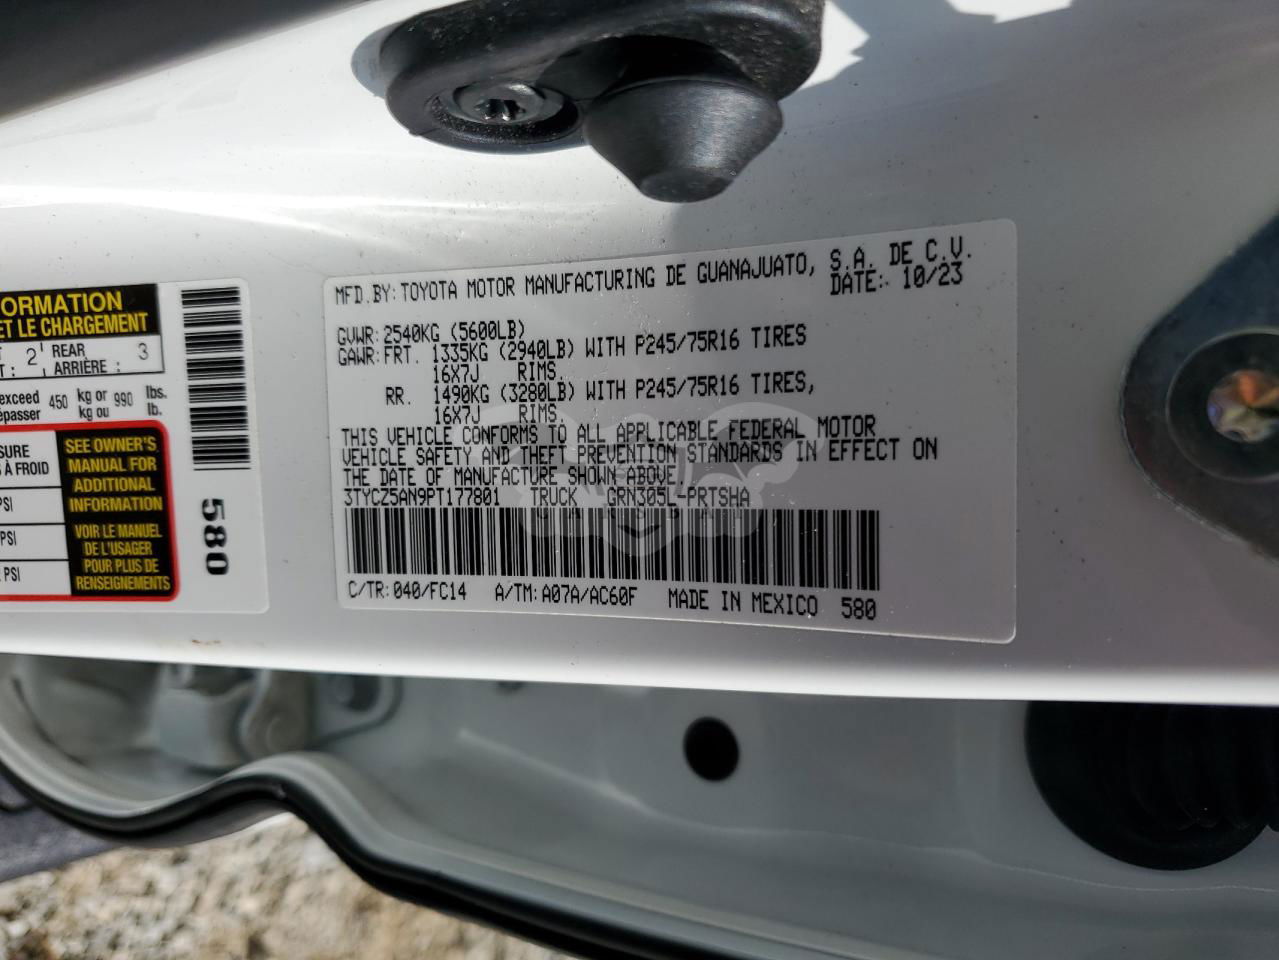 ORMATION
ET LE CHARGEMENT
2 REAR 3
ARRIÈRE :
exceed 450 kg or 990 lbs.
épasser kg ou lb.
SURE
À FROID
PSI
PSI
PSI
SEE OWNER'S
MANUAL FOR
ADDITIONAL
INFORMATION
VOIR LE MANUEL
DE L'USAGER
POUR PLUS DE
RENSEIGNEMENTS
580
MFD.BY:TOYOTA MOTOR MANUFACTURING DE GUANAJUATO, S.A. DE C.V.
DATE: 10/23
GVWR:2540KG (5600LB)
GAWR:FRT. 1335KG (2940LB) WITH P245/75R16 TIRES
16X7J RIMS.
RR. 1490KG (3280LB) WITH P245/75R16 TIRES,
16X7J RIMS.
THIS VEHICLE CONFORMS TO ALL APPLICABLE FEDERAL MOTOR
VEHICLE SAFETY AND THEFT PREVENTION STANDARDS IN EFFECT ON
THE DATE OF MANUFACTURE SHOWN ABOVE.
3TYCZ5AN9PT177801 TRUCK GRN305L-PRTSHA
C/TR:040/FC14 A/TM:A07A/AC60F MADE IN MEXICO 580